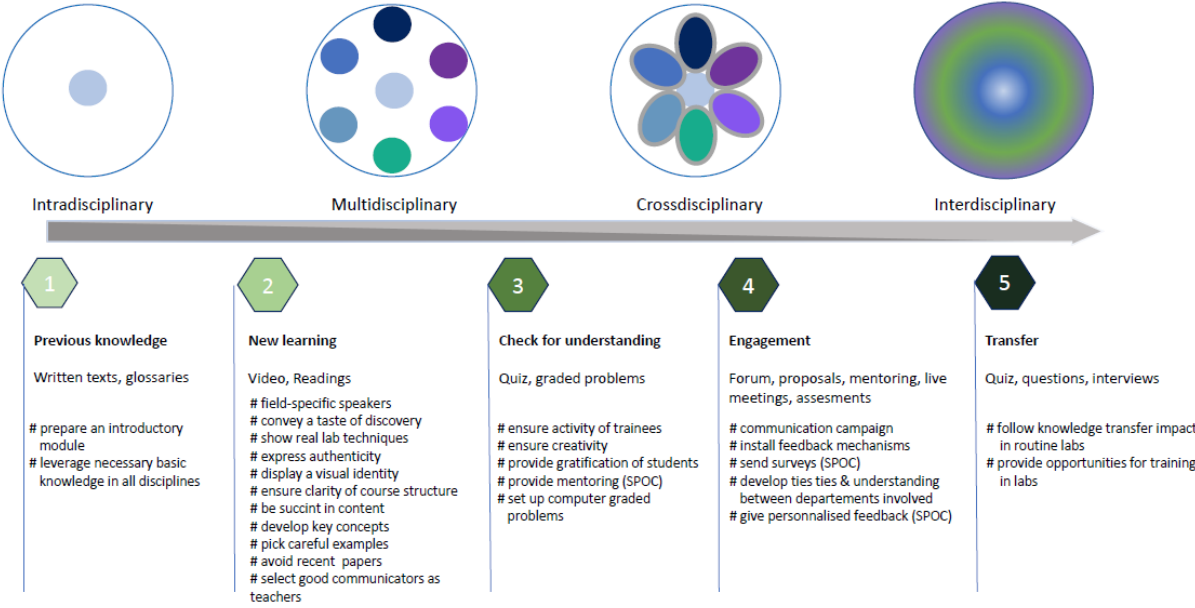 Intradisciplinary
Multidisciplinary
Crossdisciplinary
Interdisciplinary
1
Previous knowledge
Written texts, glossaries
# prepare an introductory
module
# leverage necessary basic
knowledge in all disciplines
2
New learning
Video, Readings
# field-specific speakers
# convey a taste of discovery
# show real lab techniques
# express authenticity
# display a visual identity
# ensure clarity of course structure
# be succint in content
# develop key concepts
# pick careful examples
# avoid recent papers
# select good communicators as
teachers
3
Check for understanding
Quiz, graded problems
# ensure activity of trainees
# ensure creativity
# provide gratification of students
# provide mentoring (SPOC)
# set up computer graded
problems
4
Engagement
Forum, proposals, mentoring, live
meetings, assesments
# communication campaign
# install feedback mechanisms
# send surveys (SPOC)
# develop ties ties & understanding
between departements involved
# give personnalised feedback (SPOC)
5
Transfer
Quiz, questions, interviews
# follow knowledge transfer impact
in routine labs
# provide opportunities for training
in labs